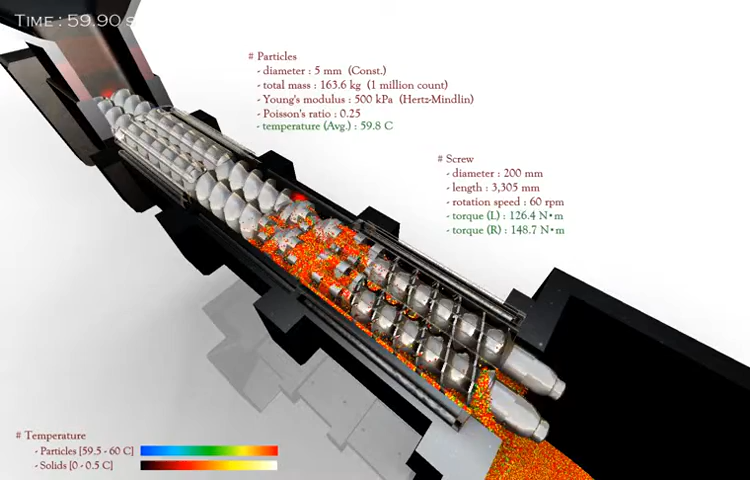 TIME : 59.90 s
# Particles
- diameter : 5 mm (Const.)
- total mass : 163.6 kg (1 million count)
- Young's modulus : 500 kPa (Hertz-Mindlin)
- Poisson's ratio : 0.25
- temperature (Avg.) : 59.8 C
# Screw
- diameter : 200 mm
- length : 3,305 mm
- rotation speed : 60 rpm
- torque (L) : 126.4 N•m
- torque (R) : 148.7 N•m
# Temperature
- Particles [59.5 - 60 C]
- Solids [0 - 0.5 C]